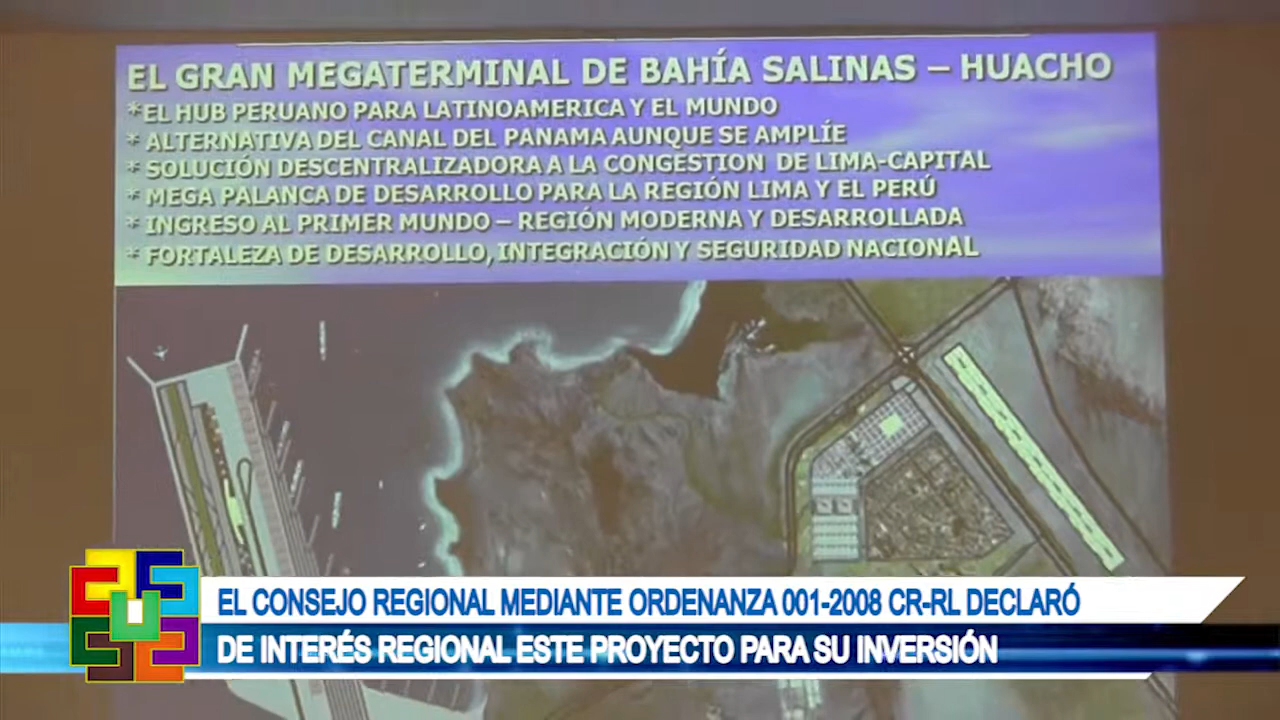 EL GRAN MEGATERMINAL DE BAHÍA SALINAS – HUACHO
*EL HUB PERUANO PARA LATINOAMERICA Y EL MUNDO
* ALTERNATIVA DEL CANAL DEL PANAMA AUNQUE SE AMPLÍE
* SOLUCIÓN DESCENTRALIZADORA A LA CONGESTION DE LIMA-CAPITAL
* MEGA PALANCA DE DESARROLLO PARA LA REGIÓN LIMA Y EL PERÚ
* INGRESO AL PRIMER MUNDO – REGIÓN MODERNA Y DESARROLLADA
* FORTALEZA DE DESARROLLO, INTEGRACIÓN Y SEGURIDAD NACIONAL
EL CONSEJO REGIONAL MEDIANTE ORDENANZA 001-2008 CR-RL DECLARÓ
DE INTERÉS REGIONAL ESTE PROYECTO PARA SU INVERSIÓN